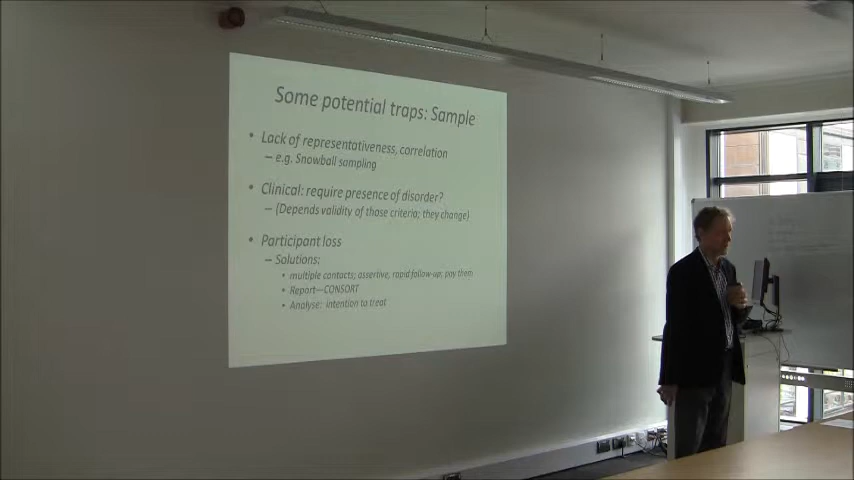 Some potential traps: Sample
• Lack of representativeness, correlation
– e.g. Snowball sampling
• Clinical: require presence of disorder?
– (Depends validity of those criteria; they change)
• Participant loss
– Solutions:
• multiple contacts; assertive, rapid follow-up; pay them
• Report—CONSORT
• Analyse: intention to treat